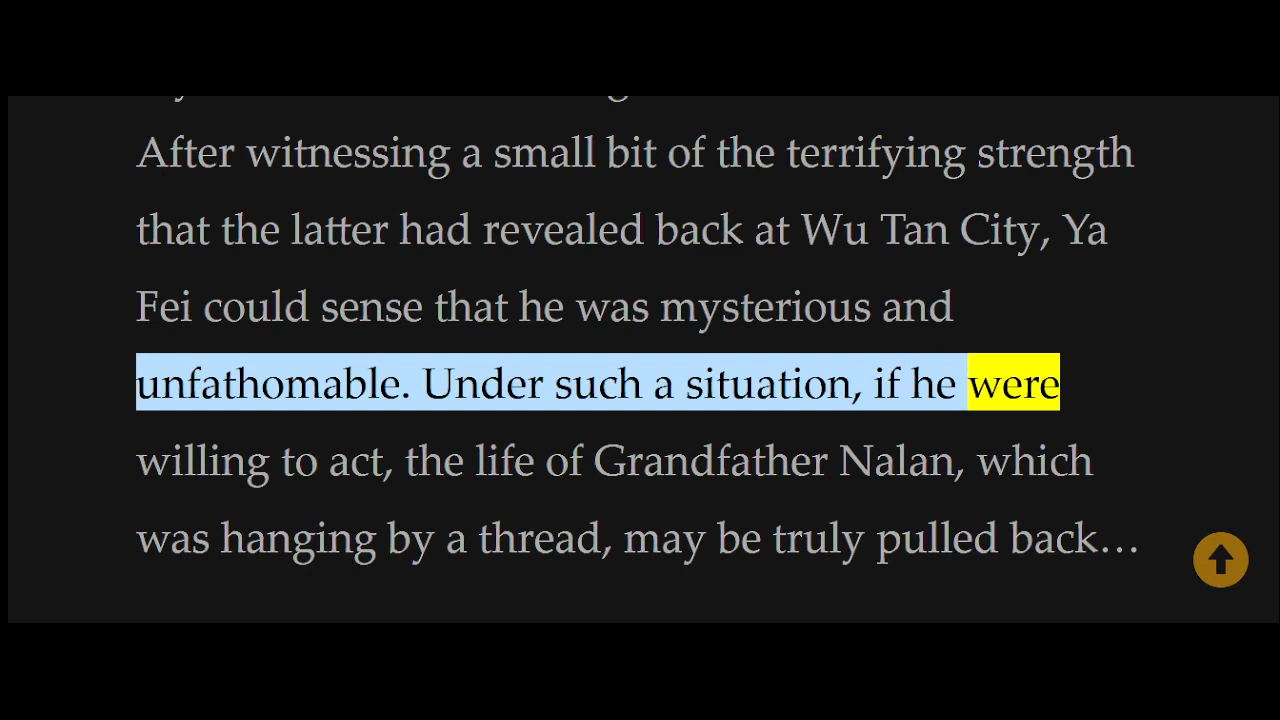 After witnessing a small bit of the terrifying strength
that the latter had revealed back at Wu Tan City, Ya
Fei could sense that he was mysterious and
unfathomable. Under such a situation, if he were
willing to act, the life of Grandfather Nalan, which
was hanging by a thread, may be truly pulled back…